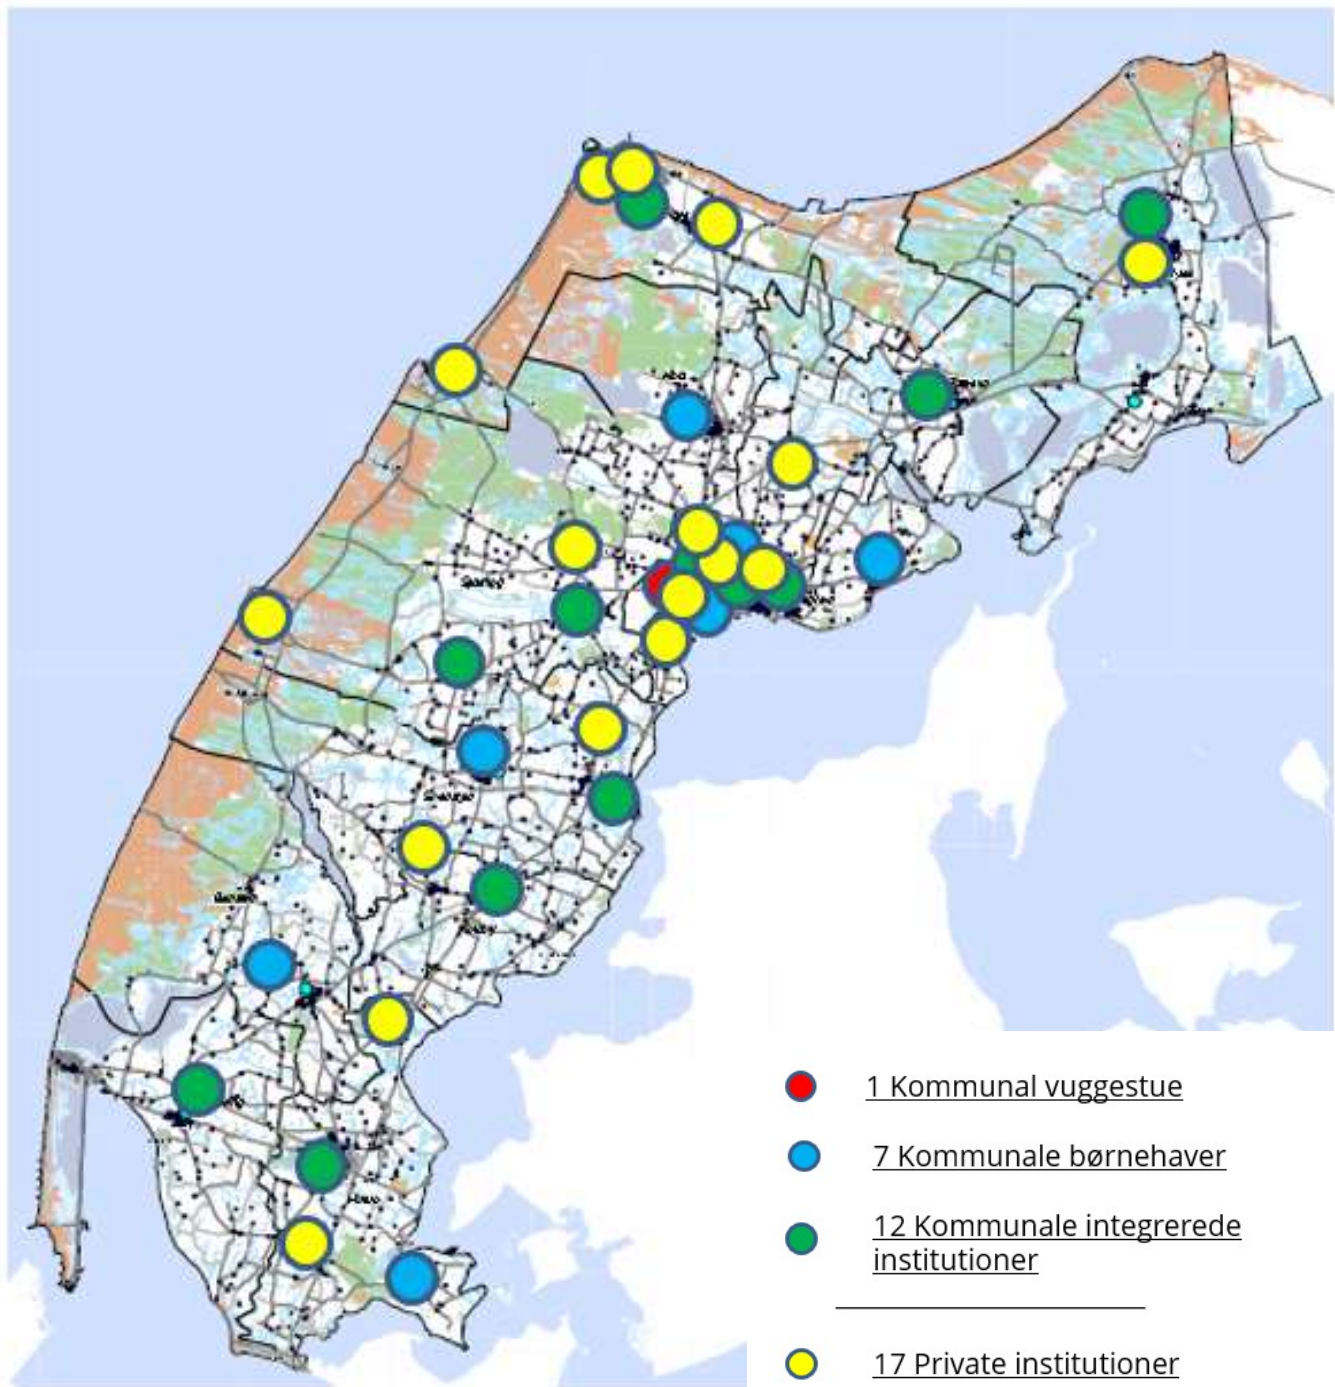 1 Kommunal vuggestue
7 Kommunale børnehaver
12 Kommunale integrerede
institutioner
17 Private institutioner